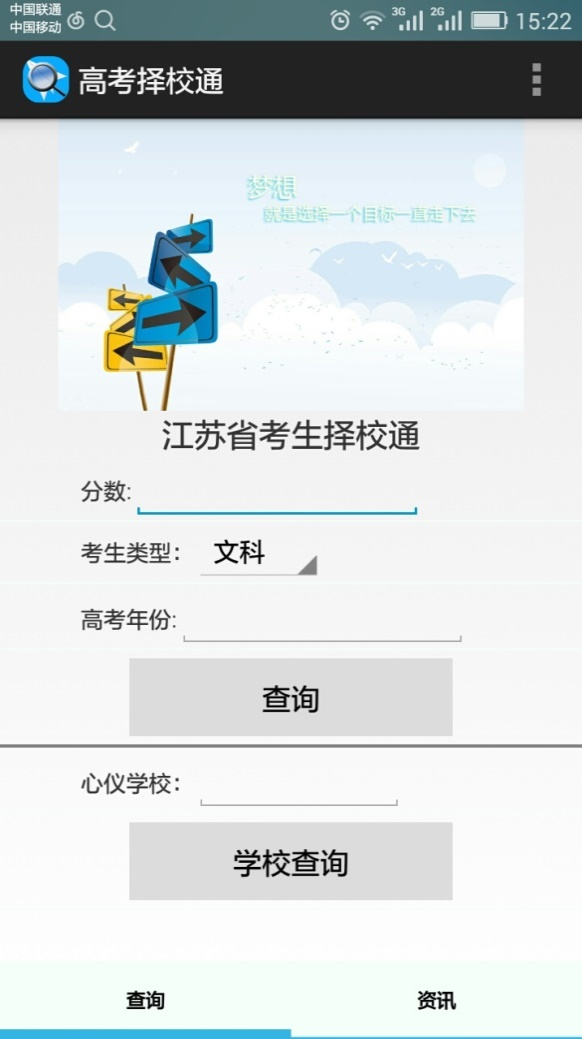 中国联通
中国移动
3G 2G 15:22
高考择校通
梦想
就是选择一个目标一直走下去
江苏省考生择校通
分数:
考生类型： 文科
高考年份:
查询
心仪学校：
学校查询
查询 资讯